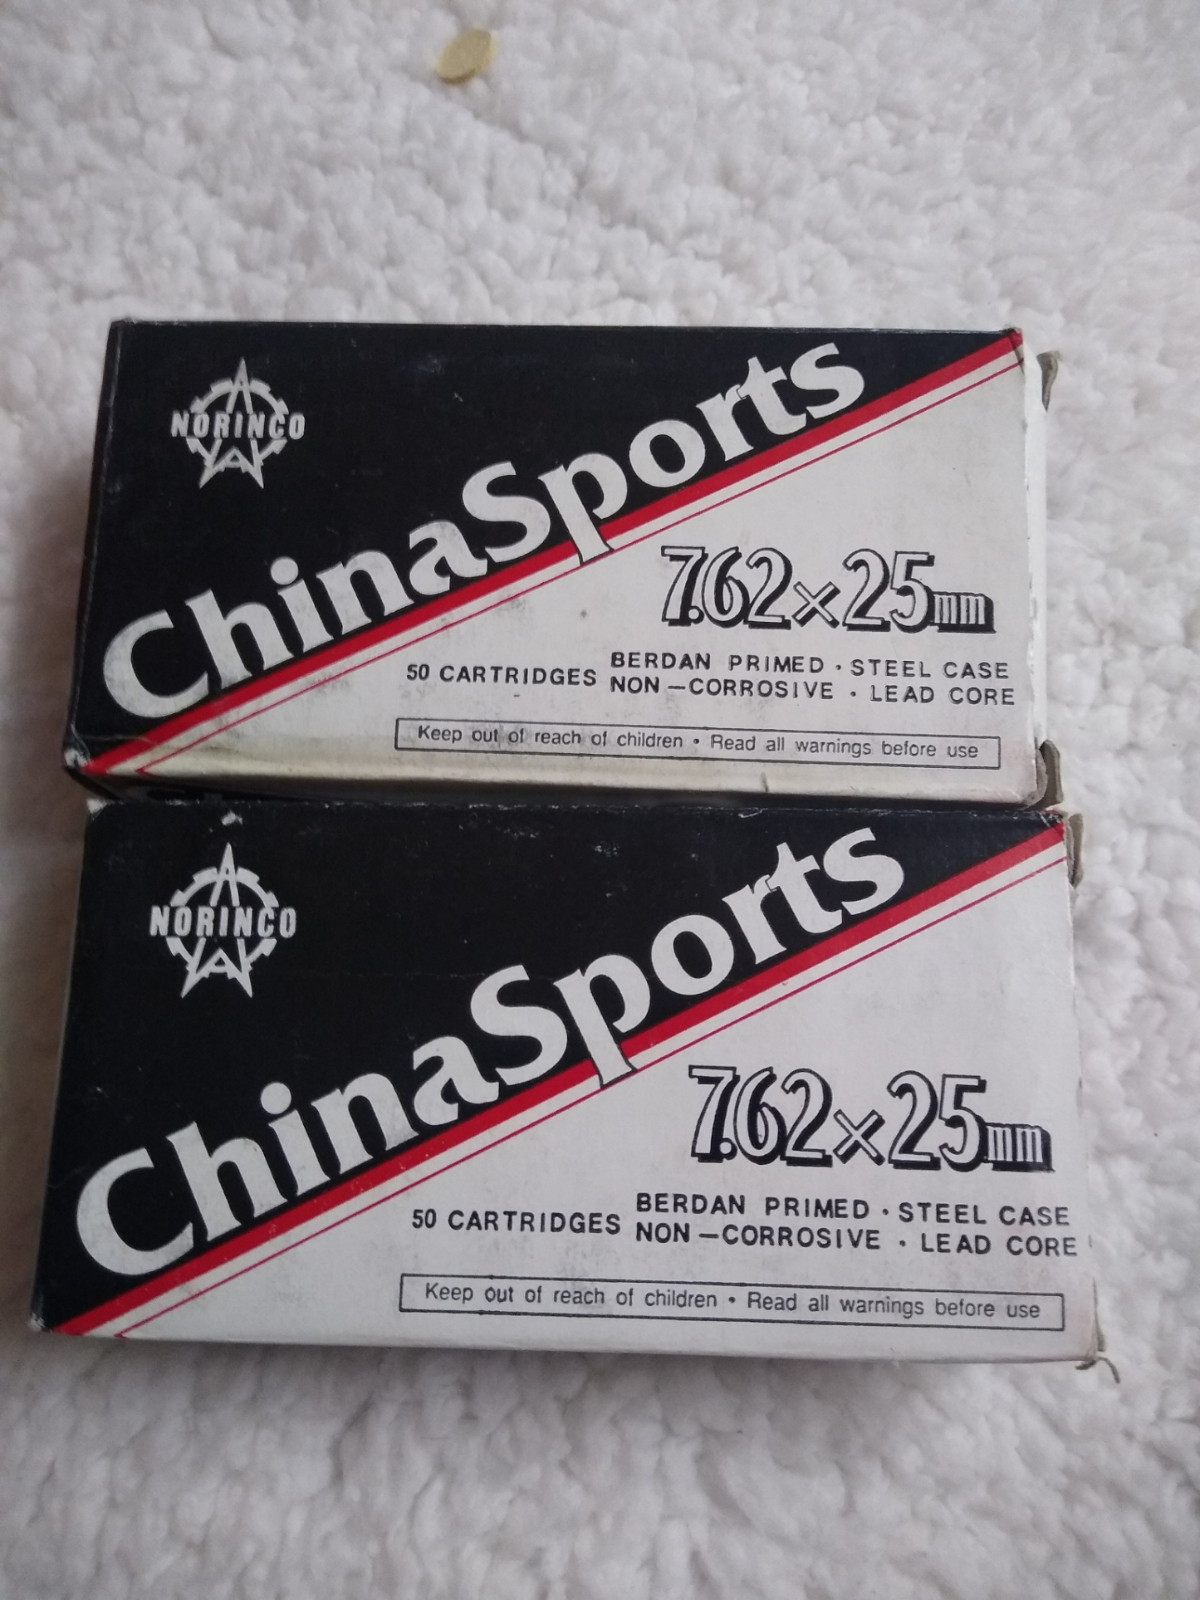 NORINCO
ChinaSports
7.62×25mm
50 CARTRIDGES
BERDAN PRIMED · STEEL CASE
NON–CORROSIVE · LEAD CORE
Keep out of reach of children • Read all warnings before use
NORINCO
ChinaSports
7.62×25mm
50 CARTRIDGES
BERDAN PRIMED · STEEL CASE
NON–CORROSIVE · LEAD CORE
Keep out of reach of children • Read all warnings before use